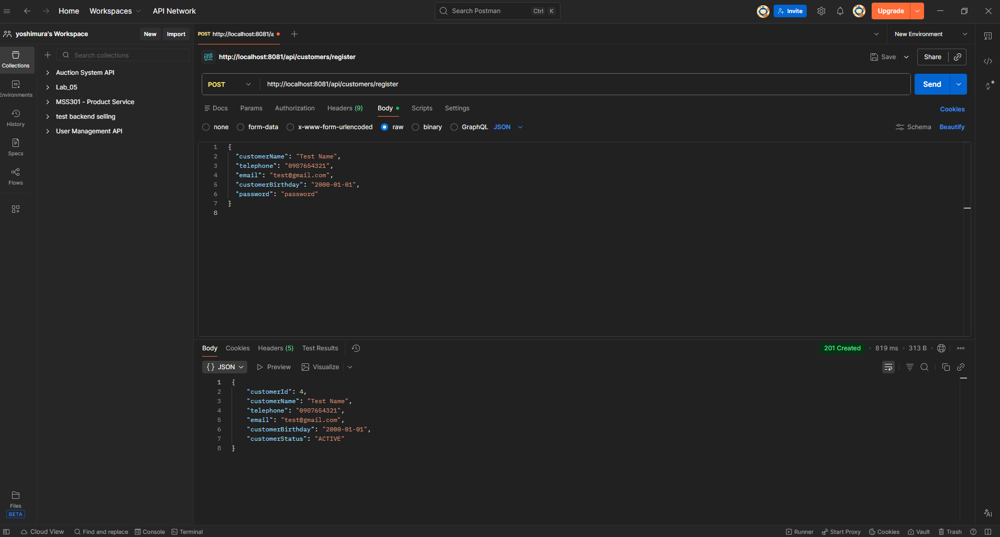 Home Workspaces API Network Search Postman Ctrl K Invite Upgrade
yoshimura's Workspace New Import
POST http://localhost:8081/a New Environment
Collections
Environments
History
Specs
Flows
Files
BETA
Search collections
Auction System API
Lab_05
MSS301 - Product Service
test backend selling
User Management API
HTTP http://localhost:8081/api/customers/register Save Share
POST http://localhost:8081/api/customers/register Send
Docs Params Authorization Headers (9) Body Scripts Settings Cookies
none form-data x-www-form-urlencoded raw binary GraphQL JSON Schema Beautify
1 {
2 "customerName": "Test Name",
3 "telephone": "0987654321",
4 "email": "test@gmail.com",
5 "customerBirthday": "2000-01-01",
6 "password": "password"
7 }
8
Body Cookies Headers (5) Test Results 201 Created • 819 ms • 313 B •
{} JSON Preview Visualize
1 {
2 "customerId": 4,
3 "customerName": "Test Name",
4 "telephone": "0987654321",
5 "email": "test@gmail.com",
6 "customerBirthday": "2000-01-01",
7 "customerStatus": "ACTIVE"
8 }
AI
Cloud View Find and replace Console Terminal Runner Start Proxy Cookies Vault Trash